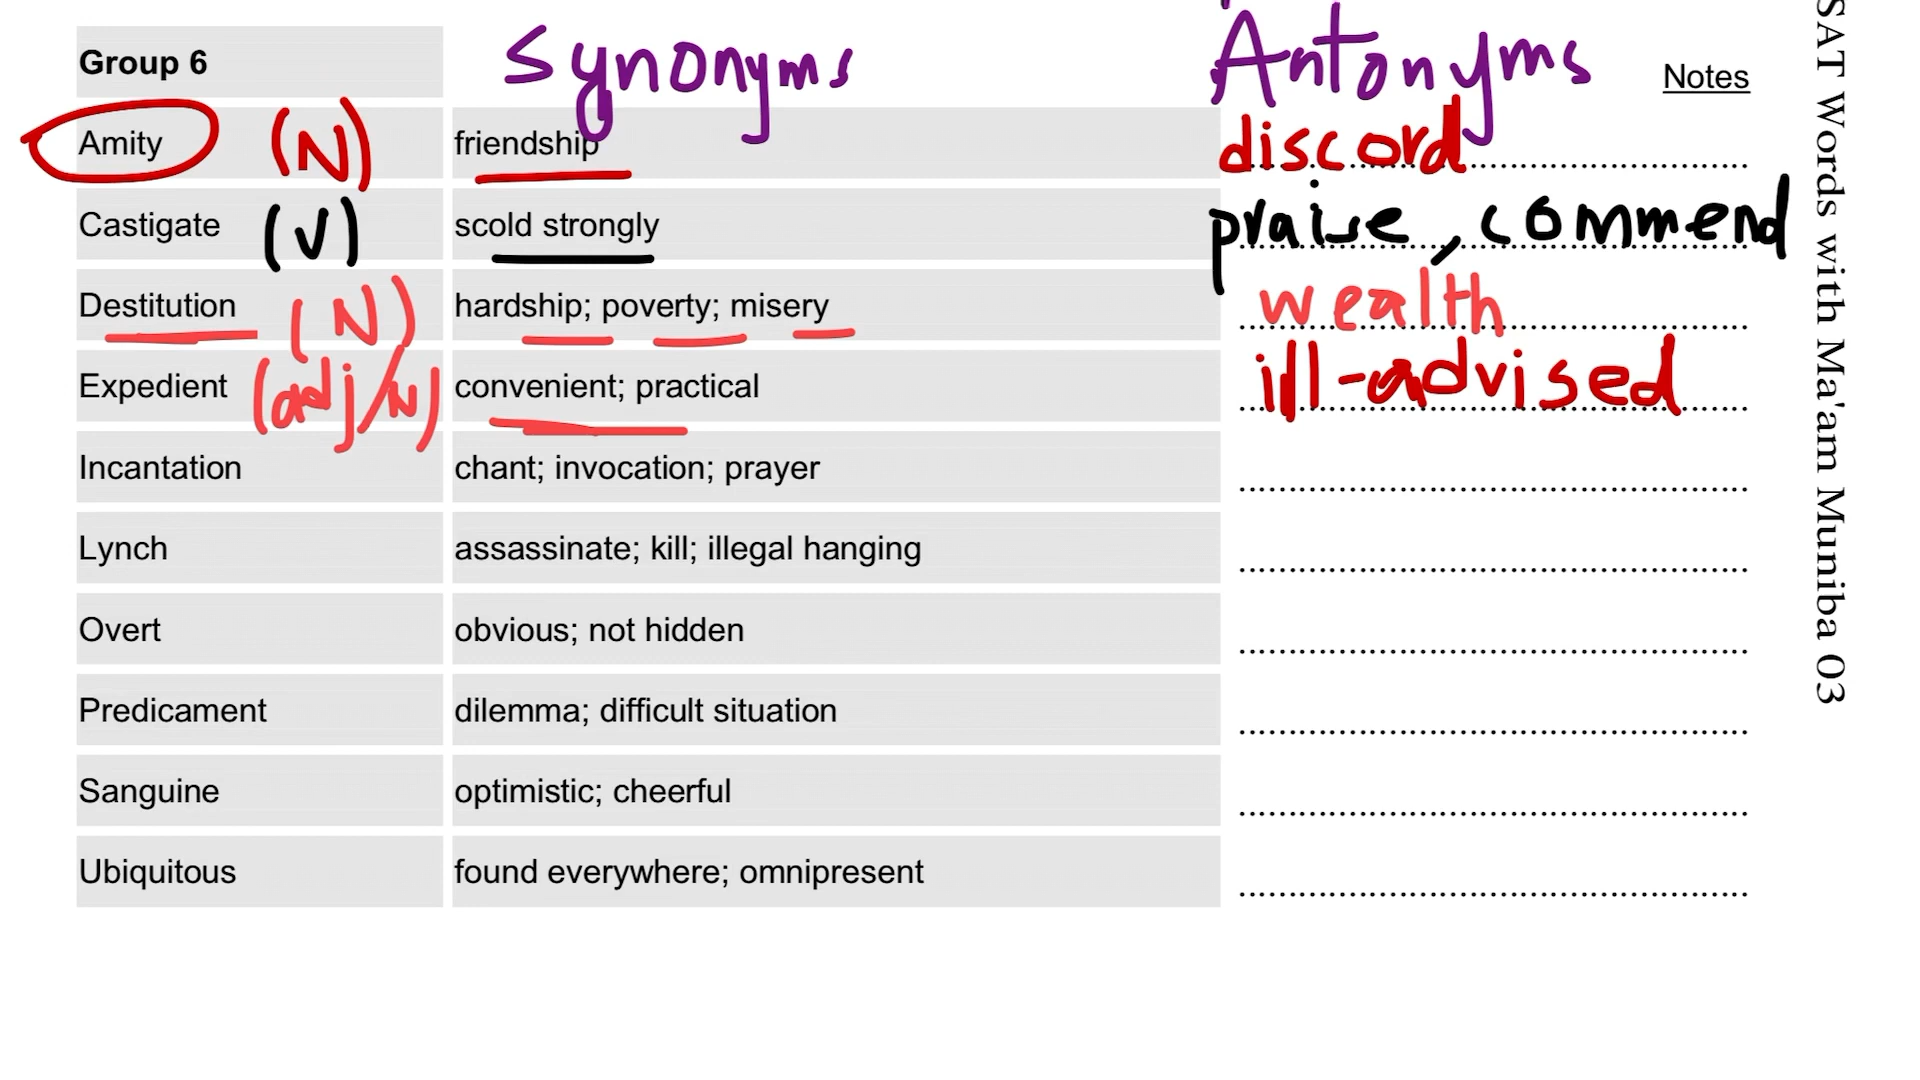 Group 6 Synonyms Antonyms Notes
Amity (N) friendship discord
Castigate (V) scold strongly praise, commend
Destitution (N) hardship; poverty; misery wealth
Expedient (adj/N) convenient; practical ill-advised
Incantation chant; invocation; prayer
Lynch assassinate; kill; illegal hanging
Overt obvious; not hidden
Predicament dilemma; difficult situation
Sanguine optimistic; cheerful
Ubiquitous found everywhere; omnipresent
SAT Words with Ma'am Muniba 03